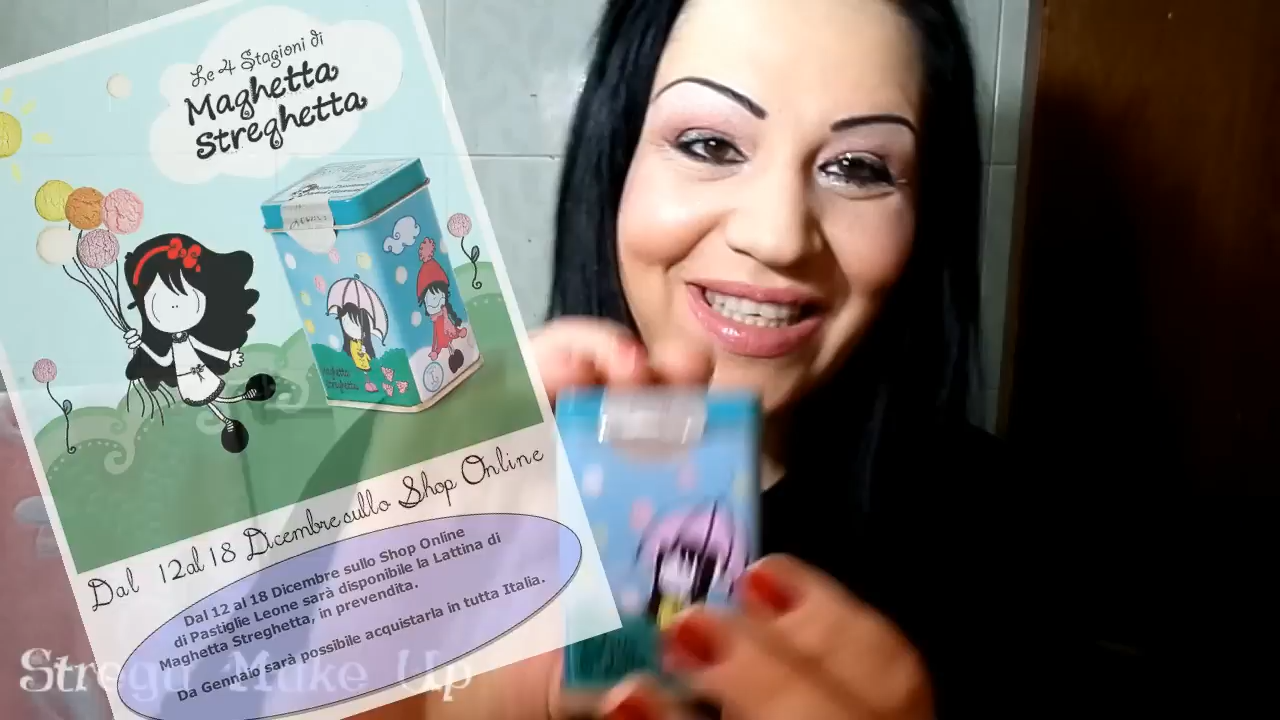 Le 4 Stagioni di
Maghetta
Streghetta
Maghetta
Streghetta
Dal 12 al 18 Dicembre sullo Shop Online
Dal 12 al 18 Dicembre sullo Shop Online
di Pastiglie Leone sarà disponibile la Lattina di
Maghetta Streghetta, in prevendita.
Da Gennaio sarà possibile acquistarla in tutta Italia.
Strega Make Up